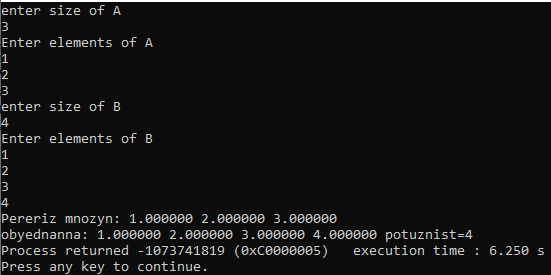 enter size of A
3
Enter elements of A
1
2
3
enter size of B
4
Enter elements of B
1
2
3
4
Pereriz mnozyn: 1.000000 2.000000 3.000000
obyednanna: 1.000000 2.000000 3.000000 4.000000 potuznist=4
Process returned -1073741819 (0xC0000005)   execution time : 6.250 s
Press any key to continue.